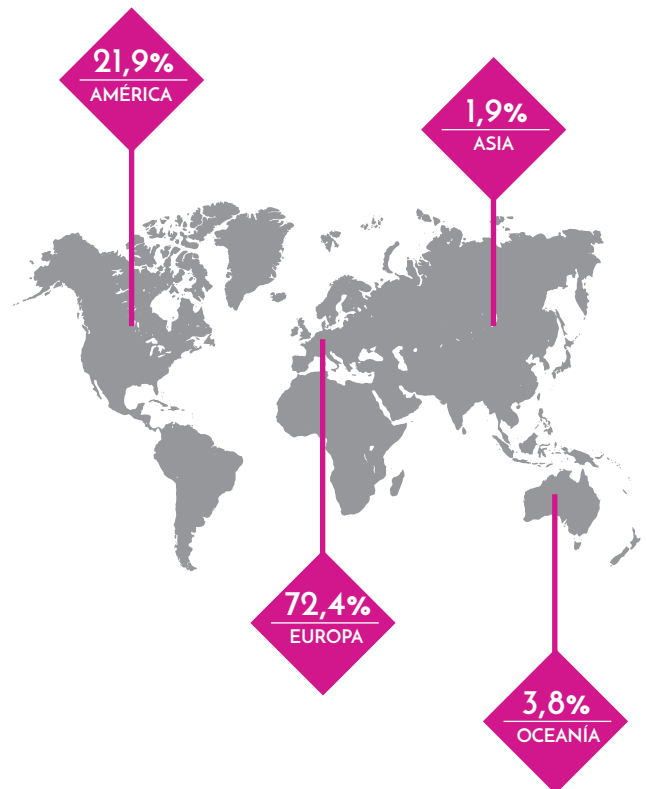 21,9%
AMÉRICA
1,9%
ASIA
72,4%
EUROPA
3,8%
OCEANÍA